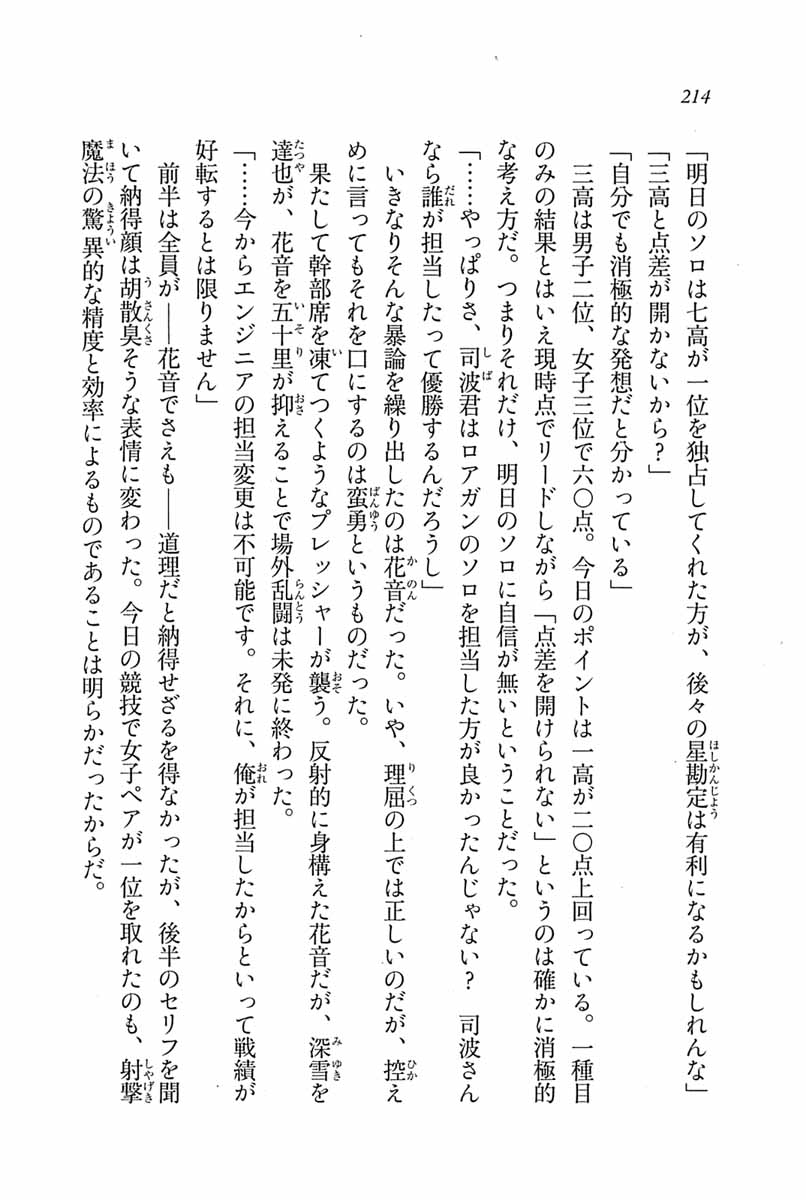 214
「明日のソロは七高が一位を独占してくれた方が、後々の星勘定は有利になるかもしれんな」
「三高と点差が開かないから?」
「自分でも消極的な発想だと分かっている」
　三高は男子二位、女子三位で六〇点。今日のポイントは一高が二〇点上回っている。一種目
のみの結果とはいえ現時点でリードしながら「点差を開けられない」というのは確かに消極的
な考え方だ。つまりそれだけ、明日のソロに自信が無いということだった。
「……やっぱりさ、司波君はロアガンのソロを担当した方が良かったんじゃない?　司波さん
なら誰が担当したって優勝するんだろうし」
　いきなりそんな暴論を繰り出したのは花音だった。いや、理屈の上では正しいのだが、控え
めに言ってもそれを口にするのは蛮勇というものだった。
　果たして幹部席を凍てつくようなプレッシャーが襲う。反射的に身構えた花音だが、深雪を
達也が、花音を五十里が抑えることで場外乱闘は未発に終わった。
「……今からエンジニアの担当変更は不可能です。それに、俺が担当したからといって戦績が
好転するとは限りません」
　前半は全員が――花音でさえも――道理だと納得せざるを得なかったが、後半のセリフを聞
いて納得顔は胡散臭そうな表情に変わった。今日の競技で女子ペアが一位を取れたのも、射撃
魔法の驚異的な精度と効率によるものであることは明らかだったからだ。